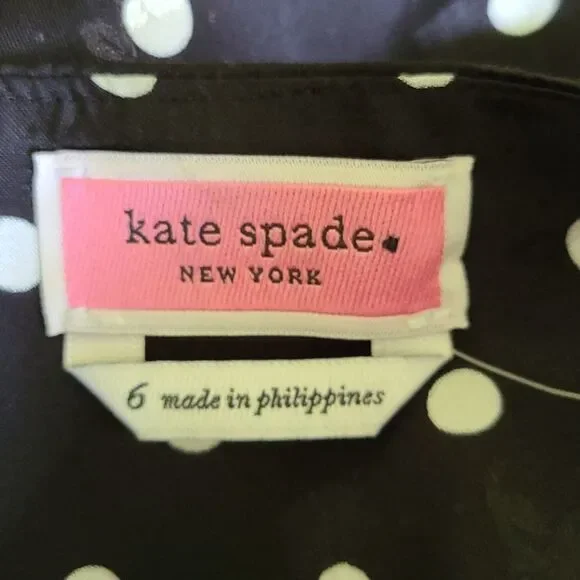 kate spade
NEW YORK
6 made in philippines